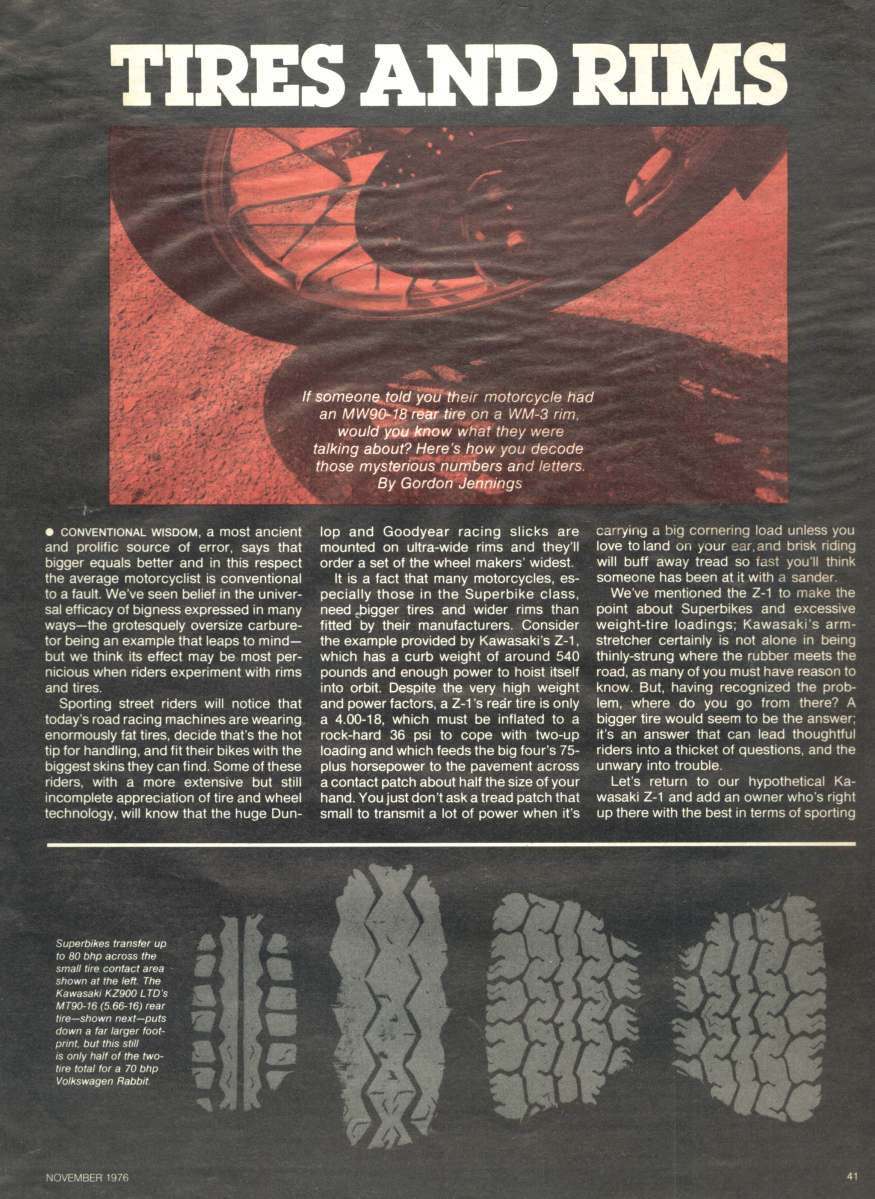 TIRES AND RIMS
If someone told you their motorcycle had
an MW90-18 rear tire on a WM-3 rim,
would you know what they were
talking about? Here's how you decode
those mysterious numbers and letters.
By Gordon Jennings
● CONVENTIONAL WISDOM, a most ancient
and prolific source of error, says that
bigger equals better and in this respect
the average motorcyclist is conventional
to a fault. We've seen belief in the univer-
sal efficacy of bigness expressed in many
ways—the grotesquely oversize carbure-
tor being an example that leaps to mind—
but we think its effect may be most per-
nicious when riders experiment with rims
and tires.
Sporting street riders will notice that
today's road racing machines are wearing
enormously fat tires, decide that's the hot
tip for handling, and fit their bikes with the
biggest skins they can find. Some of these
riders, with a more extensive but still
incomplete appreciation of tire and wheel
technology, will know that the huge Dun-
lop and Goodyear racing slicks are
mounted on ultra-wide rims and they'll
order a set of the wheel makers' widest.
It is a fact that many motorcycles, es-
pecially those in the Superbike class,
need bigger tires and wider rims than
fitted by their manufacturers. Consider
the example provided by Kawasaki's Z-1,
which has a curb weight of around 540
pounds and enough power to hoist itself
into orbit. Despite the very high weight
and power factors, a Z-1's rear tire is only
a 4.00-18, which must be inflated to a
rock-hard 36 psi to cope with two-up
loading and which feeds the big four's 75-
plus horsepower to the pavement across
a contact patch about half the size of your
hand. You just don't ask a tread patch that
small to transmit a lot of power when it's
carrying a big cornering load unless you
love to land on your ear, and brisk riding
will buff away tread so fast you'll think
someone has been at it with a sander.
We've mentioned the Z-1 to make the
point about Superbikes and excessive
weight-tire loadings; Kawasaki's arm-
stretcher certainly is not alone in being
thinly-strung where the rubber meets the
road, as many of you must have reason to
know. But, having recognized the prob-
lem, where do you go from there? A
bigger tire would seem to be the answer;
it's an answer that can lead thoughtful
riders into a thicket of questions, and the
unwary into trouble.
Let's return to our hypothetical Ka-
wasaki Z-1 and add an owner who's right
up there with the best in terms of sporting
Superbikes transfer up
to 80 bhp across the
small tire contact area
shown at the left. The
Kawasaki KZ900 LTD's
MT90-16 (5.66-16) rear
tire—shown next—puts
down a far larger foot-
print, but this still
is only half of the two-
tire total for a 70 bhp
Volkswagen Rabbit.
NOVEMBER 1976
41